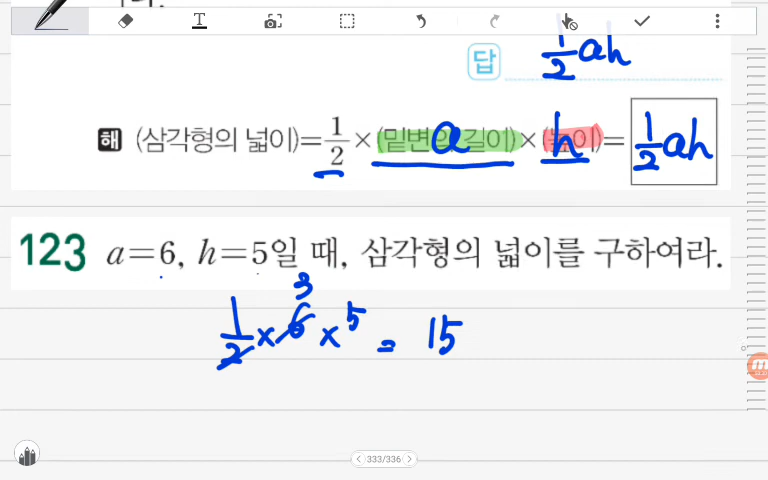 T
답 1/2 ah
해 (삼각형의 넓이)=1/2×(밑변의 길이) a ×(높이) h = 1/2 ah
123 a=6, h=5일 때, 삼각형의 넓이를 구하여라.
3
1/2 × 6 × 5 = 15
333/336